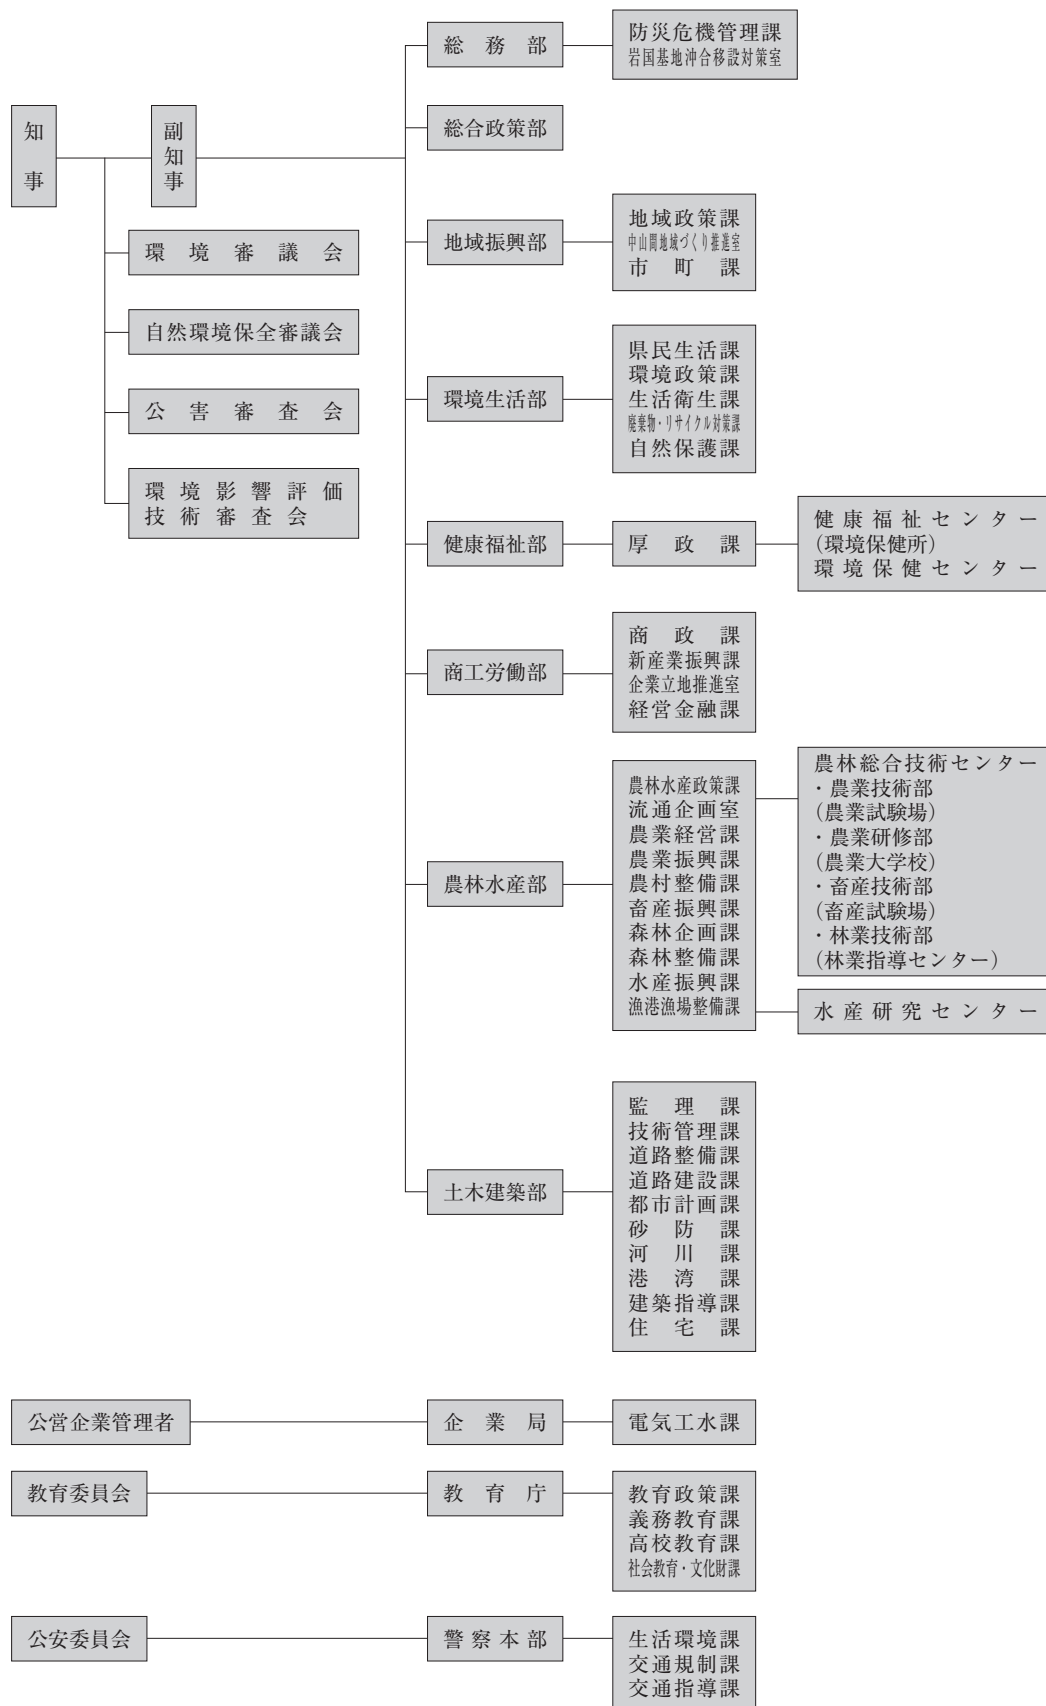 知事
副知事
環境審議会
自然環境保全審議会
公害審査会
環境影響評価
技術審査会
総務部
防災危機管理課
岩国基地沖合移設対策室
総合政策部
地域振興部
地域政策課
中山間地域づくり推進室
市町課
環境生活部
県民生活課
環境政策課
生活衛生課
廃棄物・リサイクル対策課
自然保護課
健康福祉部
厚政課
健康福祉センター
（環境保健所）
環境保健センター
商工労働部
商政課
新産業振興課
企業立地推進室
経営金融課
農林水産部
農林水産政策課
流通企画室
農業経営課
農業振興課
農村整備課
畜産振興課
森林企画課
森林整備課
水産振興課
漁港漁場整備課
農林総合技術センター
・農業技術部
（農業試験場）
・農業研修部
（農業大学校）
・畜産技術部
（畜産試験場）
・林業技術部
（林業指導センター）
水産研究センター
土木建築部
監理課
技術管理課
道路整備課
道路建設課
都市計画課
砂防課
河川課
港湾課
建築指導課
住宅課
公営企業管理者
企業局
電気工水課
教育委員会
教育庁
教育政策課
義務教育課
高校教育課
社会教育・文化財課
公安委員会
警察本部
生活環境課
交通規制課
交通指導課